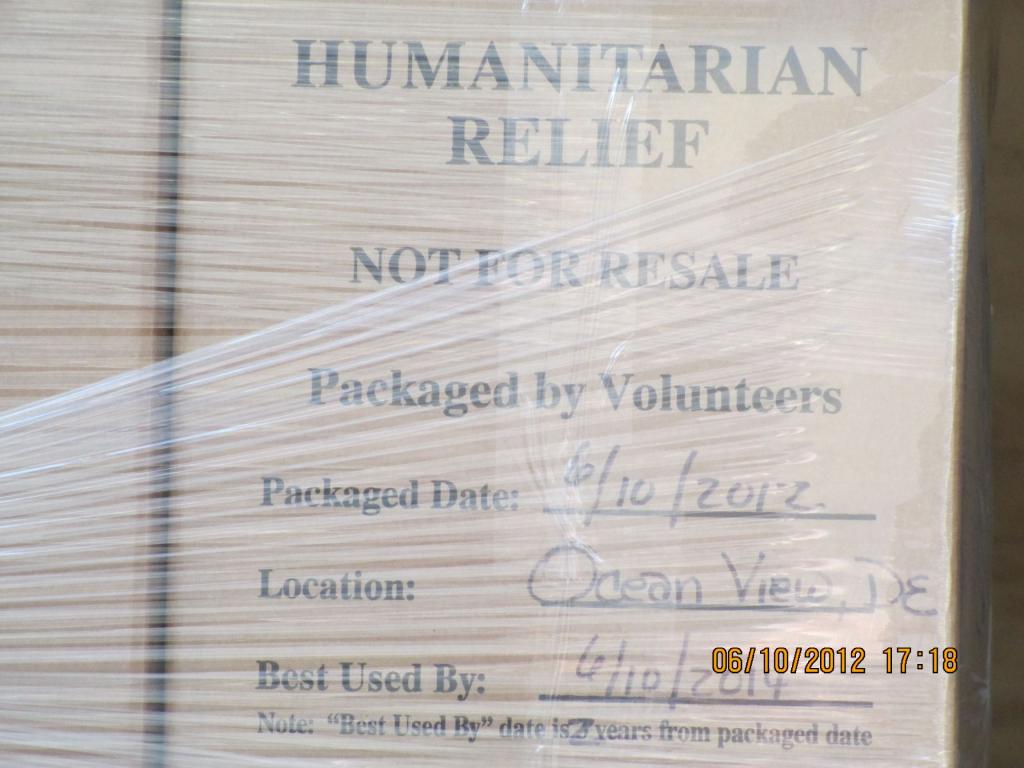 HUMANITARIAN
RELIEF
NOT FOR RESALE
Packaged by Volunteers
Packaged Date: 6/10/2012
Location: Ocean View, DE
Best Used By: 6/10/2014
06/10/2012 17:18
Note: "Best Used By" date is 2 years from packaged date